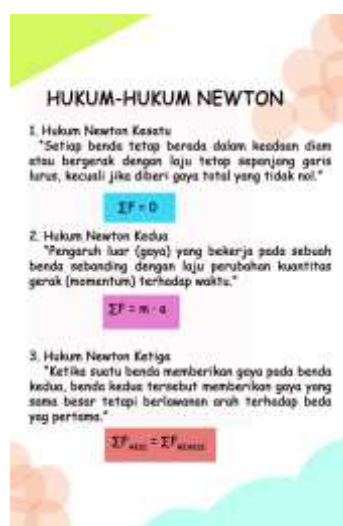 HUKUM-HUKUM NEWTON
1. Hukum Newton Kesatu
"Setiap benda tetap berada dalam keadaan diam
atau bergerak dengan laju tetap sepanjang garis
lurus, kecuali jika diberi gaya total yang tidak nol."
ΣF = 0
2. Hukum Newton Kedua
"Pengaruh luar (gaya) yang bekerja pada sebuah
benda sebanding dengan laju perubahan kuantitas
gerak (momentum) terhadap waktu."
ΣF = m · a
3. Hukum Newton Ketiga
"Ketika suatu benda memberikan gaya pada benda
kedua, benda kedua tersebut memberikan gaya yang
sama besar tetapi berlawanan arah terhadap beda
yag pertama."
ΣF = ΣF